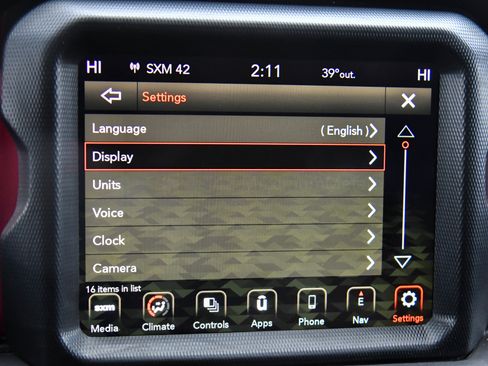 HI SXM 42 2:11 39°out. HI
Settings
Language ( English )
Display
Units
Voice
Clock
Camera
16 items in list
sxm E
Media Climate Controls Apps Phone Nav Settings